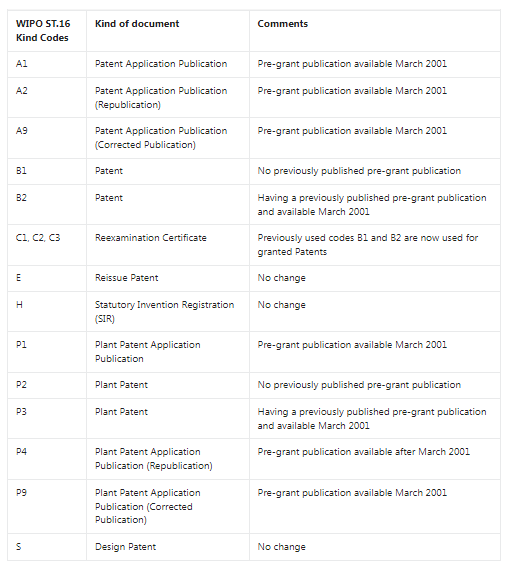 WIPO ST.16 Kind of document Comments
Kind Codes
A1 Patent Application Publication Pre-grant publication available March 2001
A2 Patent Application Publication Pre-grant publication available March 2001
(Republication)
A9 Patent Application Publication Pre-grant publication available March 2001
(Corrected Publication)
B1 Patent No previously published pre-grant publication
B2 Patent Having a previously published pre-grant publication
and available March 2001
C1, C2, C3 Reexamination Certificate Previously used codes B1 and B2 are now used for
granted Patents
E Reissue Patent No change
H Statutory Invention Registration No change
(SIR)
P1 Plant Patent Application Pre-grant publication available March 2001
Publication
P2 Plant Patent No previously published pre-grant publication
P3 Plant Patent Having a previously published pre-grant publication
and available March 2001
P4 Plant Patent Application Pre-grant publication available after March 2001
Publication (Republication)
P9 Plant Patent Application Pre-grant publication available March 2001
Publication (Corrected
Publication)
S Design Patent No change